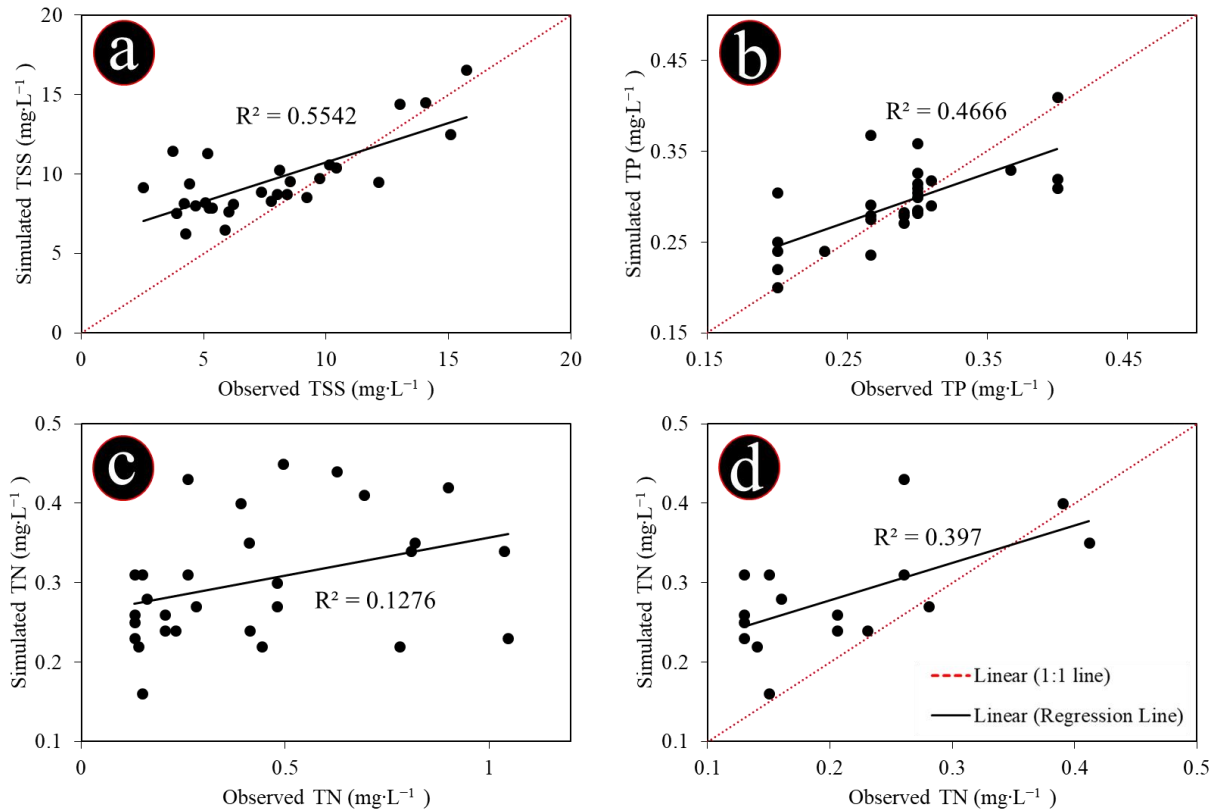 a
20
15
10
5
0
Simulated TSS (mg·L⁻¹ )
R² = 0.5542
0 5 10 15 20
Observed TSS (mg·L⁻¹ )
b
0.45
0.35
0.25
0.15
Simulated TP (mg·L⁻¹ )
R² = 0.4666
0.15 0.25 0.35 0.45
Observed TP (mg·L⁻¹ )
c
0.5
0.4
0.3
0.2
0.1
Simulated TN (mg·L⁻¹ )
R² = 0.1276
0 0.5 1
Observed TN (mg·L⁻¹ )
d
0.5
0.4
0.3
0.2
0.1
Simulated TN (mg·L⁻¹ )
R² = 0.397
Linear (1:1 line)
Linear (Regression Line)
0.1 0.2 0.3 0.4 0.5
Observed TN (mg·L⁻¹ )